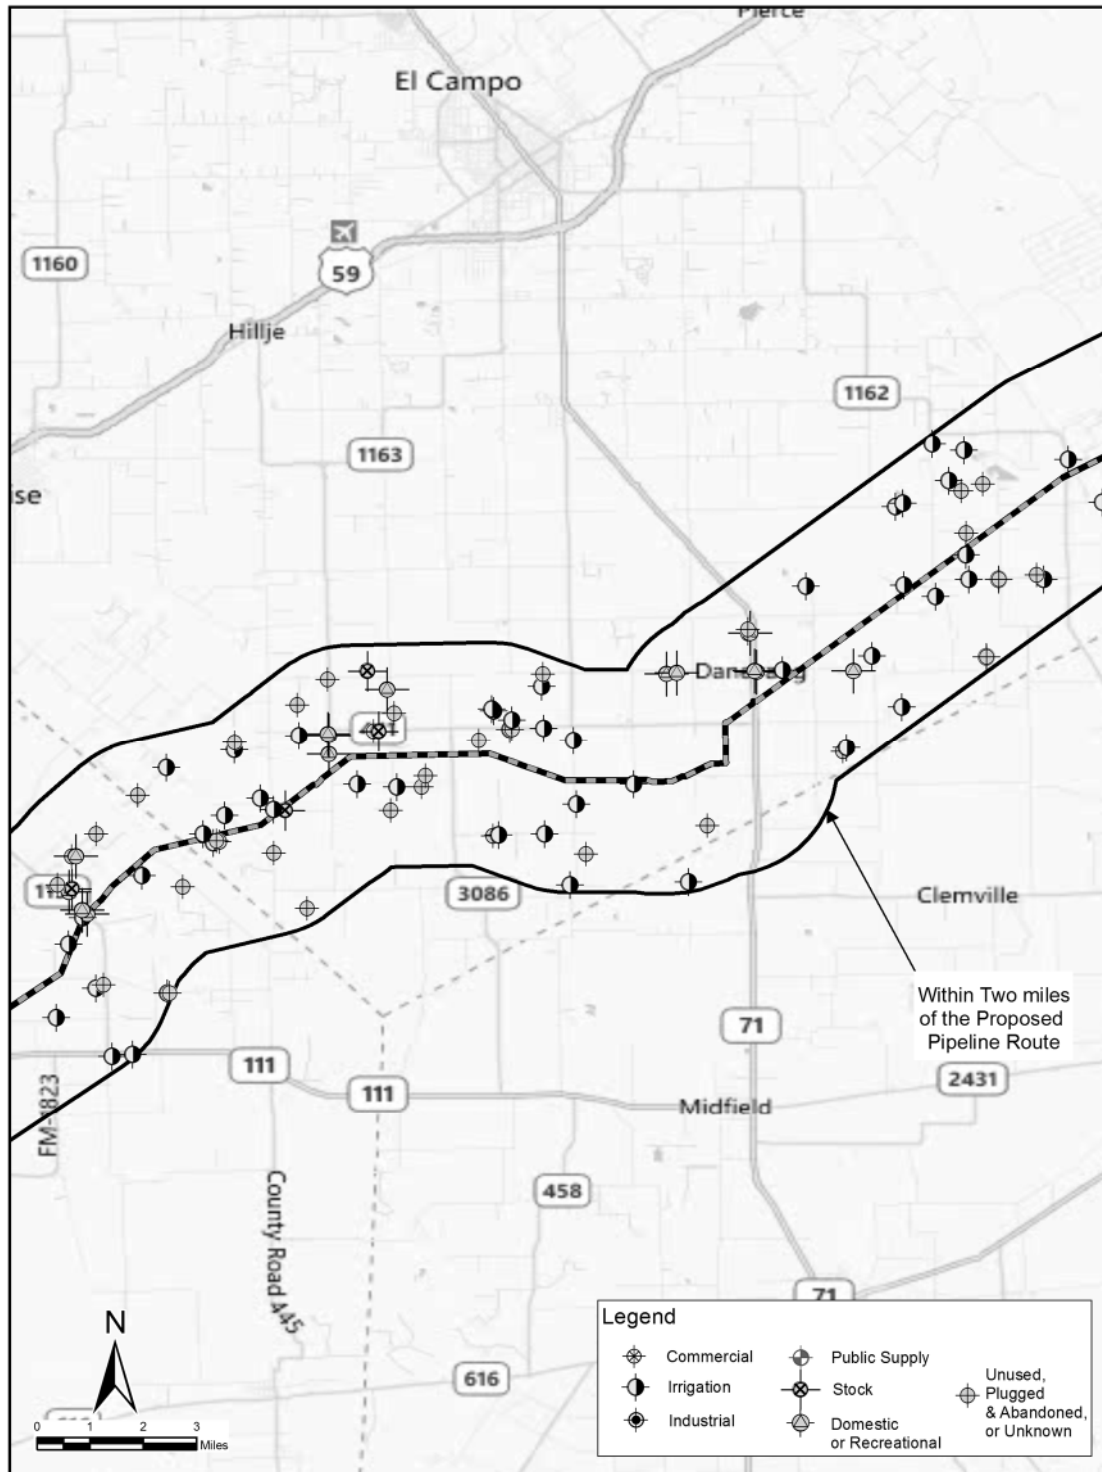 Pierce
El Campo
1160
59
Hillje
1162
1163
ise
Danevang
3086
Clemville
Within Two miles
of the Proposed
Pipeline Route
71
111
111
2431
Midfield
FM-1823
458
County Road 445
71
616
N
0 1 2 3
Miles
Legend
Commercial
Irrigation
Industrial
Public Supply
Stock
Domestic
or Recreational
Unused,
Plugged
& Abandoned,
or Unknown